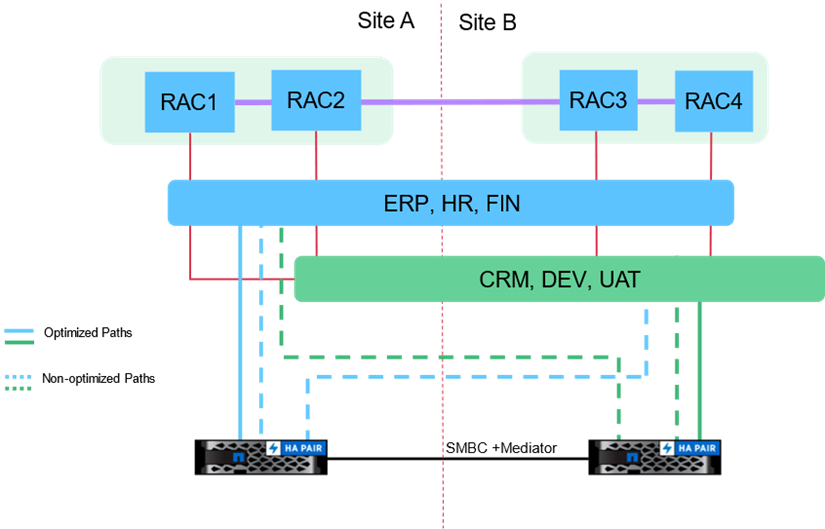 Site A
Site B
RAC1
RAC2
RAC3
RAC4
ERP, HR, FIN
CRM, DEV, UAT
Optimized Paths
Non-optimized Paths
HA PAIR
SMBC +Mediator
HA PAIR